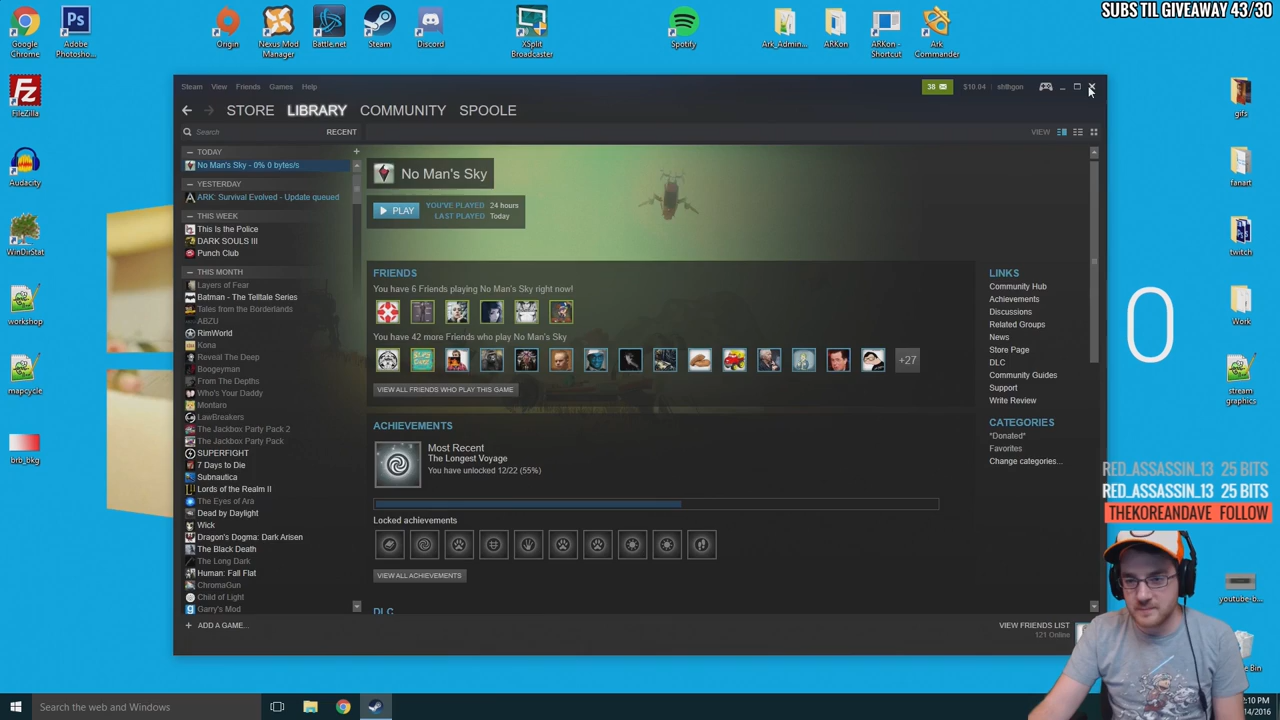 SUBS TIL GIVEAWAY 43/30
Google Chrome
Adobe Photosho...
Origin
Nexus Mod Manager
Battle.net
Steam
Discord
XSplit Broadcaster
Spotify
Ark_Admin...
ARKon
ARKon - Shortcut
Ark Commander
FileZilla
Audacity
WinDirStat
workshop
mapcycle
brb_bkg
gifs
fanart
twitch
Work
stream graphics
youtube-b...
0
Steam View Friends Games Help
38
$10.04
shthgon
STORE LIBRARY COMMUNITY SPOOLE
Search
RECENT
VIEW
TODAY
No Man's Sky - 0% 0 bytes/s
YESTERDAY
ARK: Survival Evolved - Update queued
THIS WEEK
This Is the Police
DARK SOULS III
Punch Club
THIS MONTH
Layers of Fear
Batman - The Telltale Series
Tales from the Borderlands
ABZU
RimWorld
Kona
Reveal The Deep
Boogeyman
From The Depths
Who's Your Daddy
Montaro
LawBreakers
The Jackbox Party Pack 2
The Jackbox Party Pack
SUPERFIGHT
7 Days to Die
Subnautica
Lords of the Realm II
The Eyes of Ara
Dead by Daylight
Wick
Dragon's Dogma: Dark Arisen
The Black Death
The Long Dark
Human: Fall Flat
ChromaGun
Child of Light
Garry's Mod
+ ADD A GAME...
No Man's Sky
PLAY
YOU'VE PLAYED 24 hours
LAST PLAYED Today
FRIENDS
You have 6 Friends playing No Man's Sky right now!
You have 42 more Friends who play No Man's Sky
+27
VIEW ALL FRIENDS WHO PLAY THIS GAME
ACHIEVEMENTS
Most Recent
The Longest Voyage
You have unlocked 12/22 (55%)
Locked achievements
VIEW ALL ACHIEVEMENTS
DLC
LINKS
Community Hub
Achievements
Discussions
Related Groups
News
Store Page
DLC
Community Guides
Support
Write Review
CATEGORIES
*Donated*
Favorites
Change categories...
VIEW FRIENDS LIST
121 Online
RED_ASSASSIN_13 25 BITS
RED_ASSASSIN_13 25 BITS
THEKOREANDAVE FOLLOW
Search the web and Windows
:10 PM
14/2016